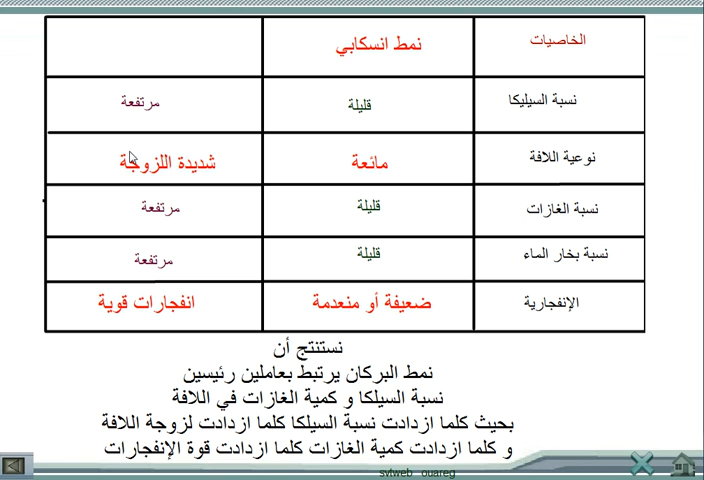 الخاصيات نمط انسكابي
نسبة السيليكا قليلة مرتفعة
نوعية اللافة مائعة شديدة اللزوجة
نسبة الغازات قليلة مرتفعة
نسبة بخار الماء قليلة مرتفعة
الإنفجارية ضعيفة أو منعدمة انفجارات قوية
نستنتج أن
نمط البركان يرتبط بعاملين رئيسين
نسبة السيلكا و كمية الغازات في اللافة
بحيث كلما ازدادت نسبة السيلكا كلما ازدادت لزوجة اللافة
و كلما ازدادت كمية الغازات كلما ازدادت قوة الإنفجارات
svtweb ouareg